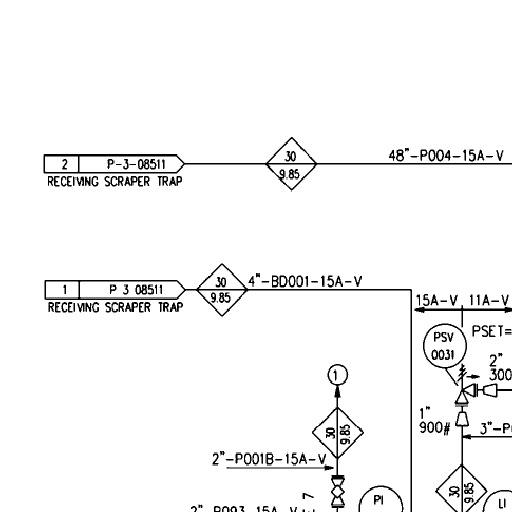 30
2 P-3-08511 48"-P004-15A-V
9.85
RECEIVING SCRAPER TRAP
30 4"-BD001-15A-V
1 P 3 08511
9.85
RECEIVING SCRAPER TRAP
15A-V 11A-V
PSV PSET=
0031
2"
300
1
1"
900#
30 9.85
3"-P
2"-P001B-15A-V
30 9.85
7
PI
LI
2"-P093-15A-V